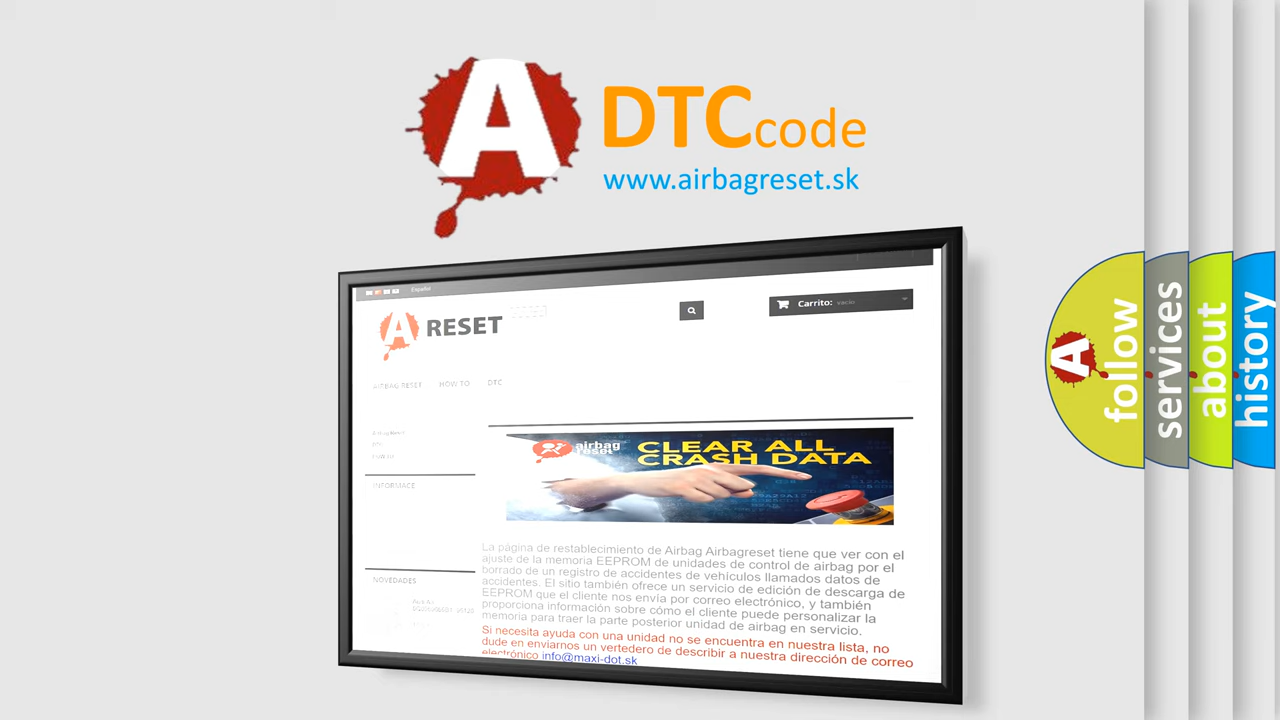 A
DTC code
www.airbagreset.sk
Español
A RESET
Carrito: vacío
AIRBAG RESET HOW TO DTC
airbag
reset
CLEAR ALL
CRASH DATA
INFORMACE
La página de restablecimiento de Airbag Airbagreset tiene que ver con el
ajuste de la memoria EEPROM de unidades de control de airbag por el
borrado de un registro de accidentes de vehículos llamados datos de
accidentes. El sitio también ofrece un servicio de edición de descarga de
EEPROM que el cliente nos envía por correo electrónico, y también
proporciona información sobre cómo el cliente puede personalizar la
memoria para traer la parte posterior unidad de airbag en servicio.
Si necesita ayuda con una unidad no se encuentra en nuestra lista, no
dude en enviarnos un vertedero de describir a nuestra dirección de correo
electrónico info@maxi-dot.sk
NOVEDADES
A
follow
services
about
history